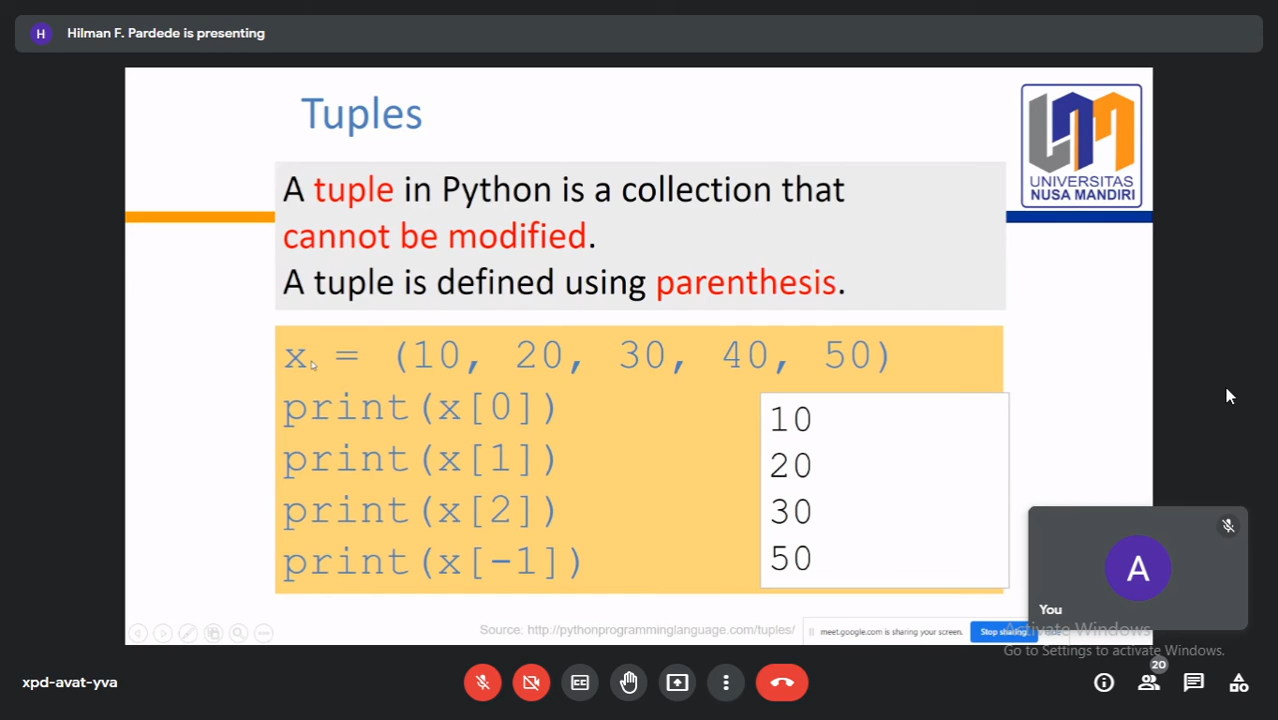 H
Hilman F. Pardede is presenting
Tuples
UNIVERSITAS
NUSA MANDIRI
A tuple in Python is a collection that
cannot be modified.
A tuple is defined using parenthesis.
x = (10, 20, 30, 40, 50)
print(x[0])
print(x[1])
print(x[2])
print(x[-1])
10
20
30
50
A
You
Source: http://pythonprogramminglanguage.com/tuples/
meet.google.com is sharing your screen.
Stop sharing
Activate Windows
Go to Settings to activate Windows.
xpd-avat-yva
CC
20